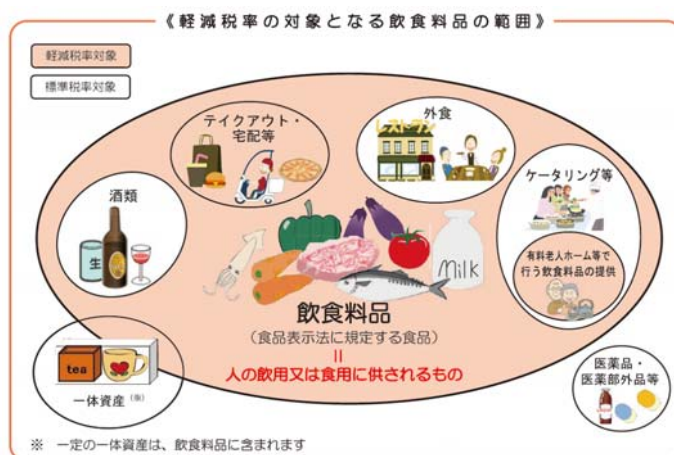 《軽減税率の対象となる飲食料品の範囲》
軽減税率対象
標準税率対象
テイクアウト・
宅配等
外食
レストラン
ケータリング等
酒類
生
有料老人ホーム等で
行う飲食料品の提供
Milk
飲食料品
(食品表示法に規定する食品)
=
人の飲用又は食用に供されるもの
tea
一体資産
医薬品・
医薬部外品等
※ 一定の一体資産は、飲食料品に含まれます